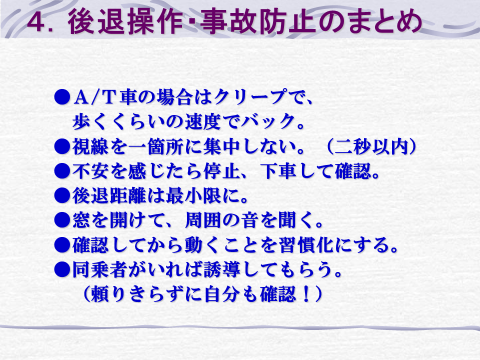 ４．後退操作・事故防止のまとめ
●Ａ/Ｔ車の場合はクリープで、
歩くくらいの速度でバック。
●視線を一箇所に集中しない。（二秒以内）
●不安を感じたら停止、下車して確認。
●後退距離は最小限に。
●窓を開けて、周囲の音を聞く。
●確認してから動くことを習慣化にする。
●同乗者がいれば誘導してもらう。
（頼りきらずに自分も確認！）